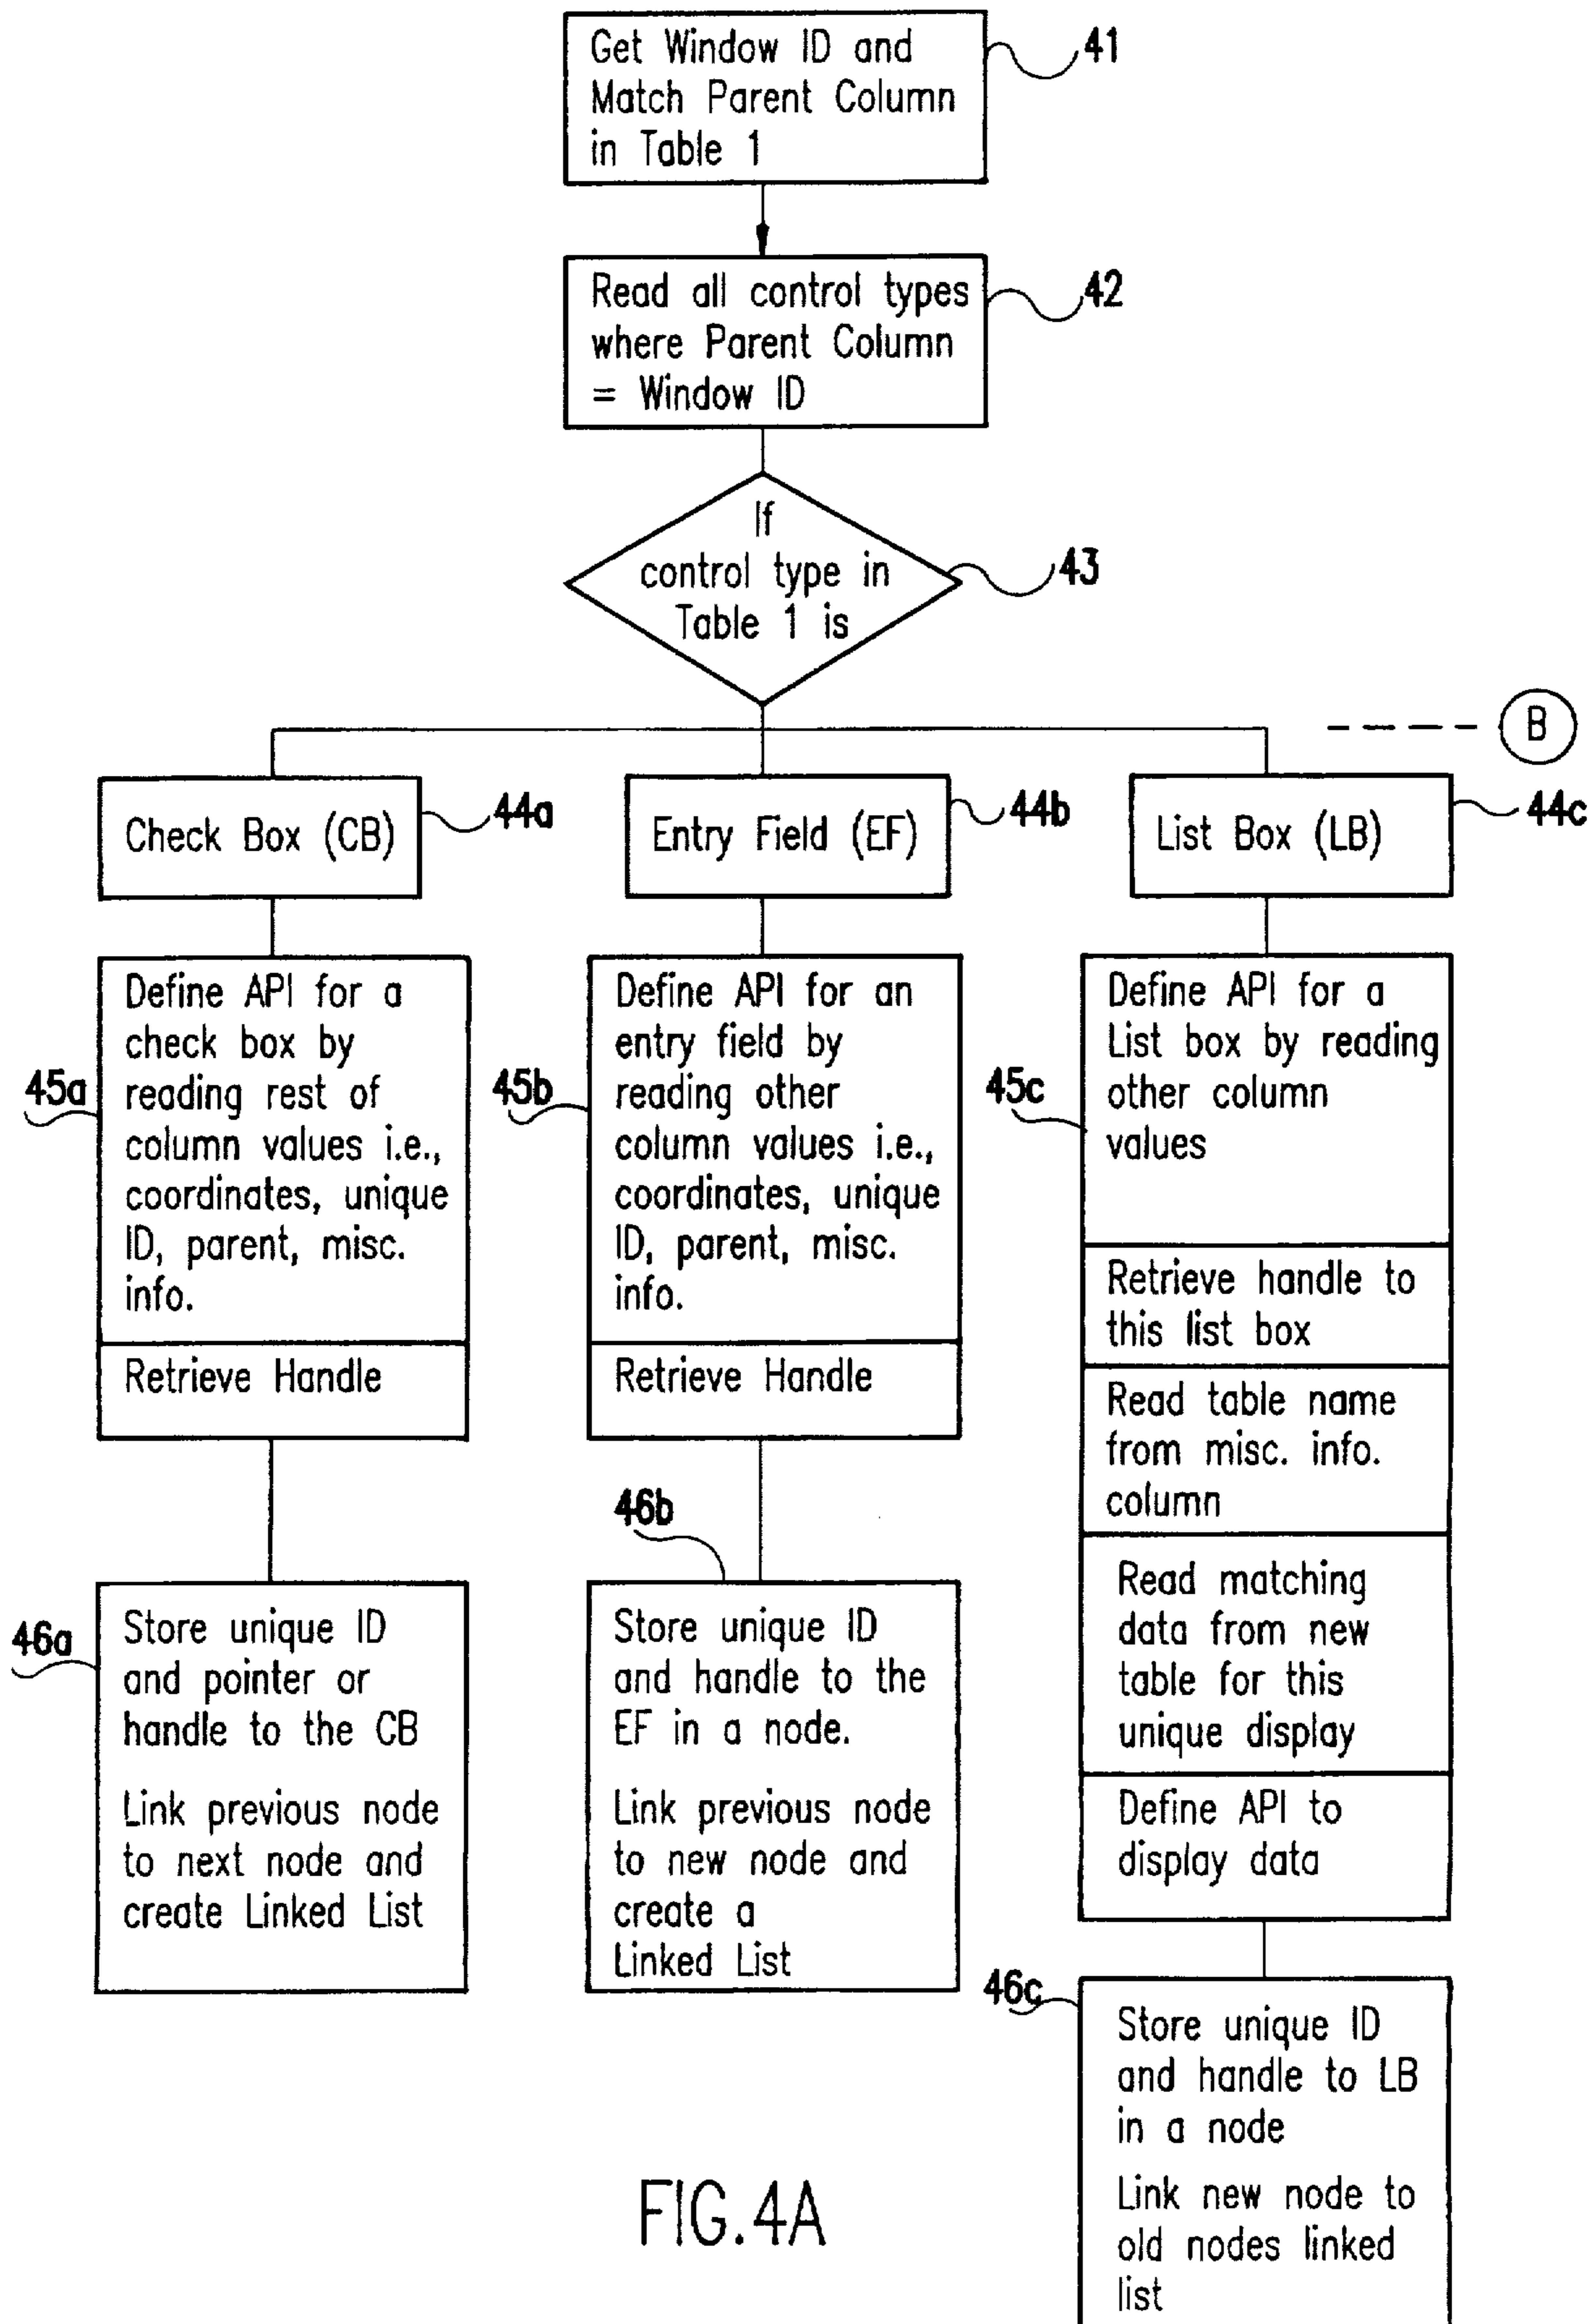 Get Window ID and
Match Parent Column
in Table 1
41
Read all control types
where Parent Column
= Window ID
42
If
control type in
Table 1 is
43
B
Check Box (CB)
44a
Entry Field (EF)
44b
List Box (LB)
44c
45a
Define API for a
check box by
reading rest of
column values i.e.,
coordinates, unique
ID, parent, misc.
info.
Retrieve Handle
45b
Define API for an
entry field by
reading other
column values i.e.,
coordinates, unique
ID, parent, misc.
info.
Retrieve Handle
45c
Define API for a
List box by reading
other column
values
Retrieve handle to
this list box
Read table name
from misc. info.
column
Read matching
data from new
table for this
unique display
Define API to
display data
46a
Store unique ID
and pointer or
handle to the CB
Link previous node
to next node and
create Linked List
46b
Store unique ID
and handle to the
EF in a node.
Link previous node
to new node and
create a
Linked List
46c
Store unique ID
and handle to LB
in a node
Link new node to
old nodes linked
list
FIG.4A